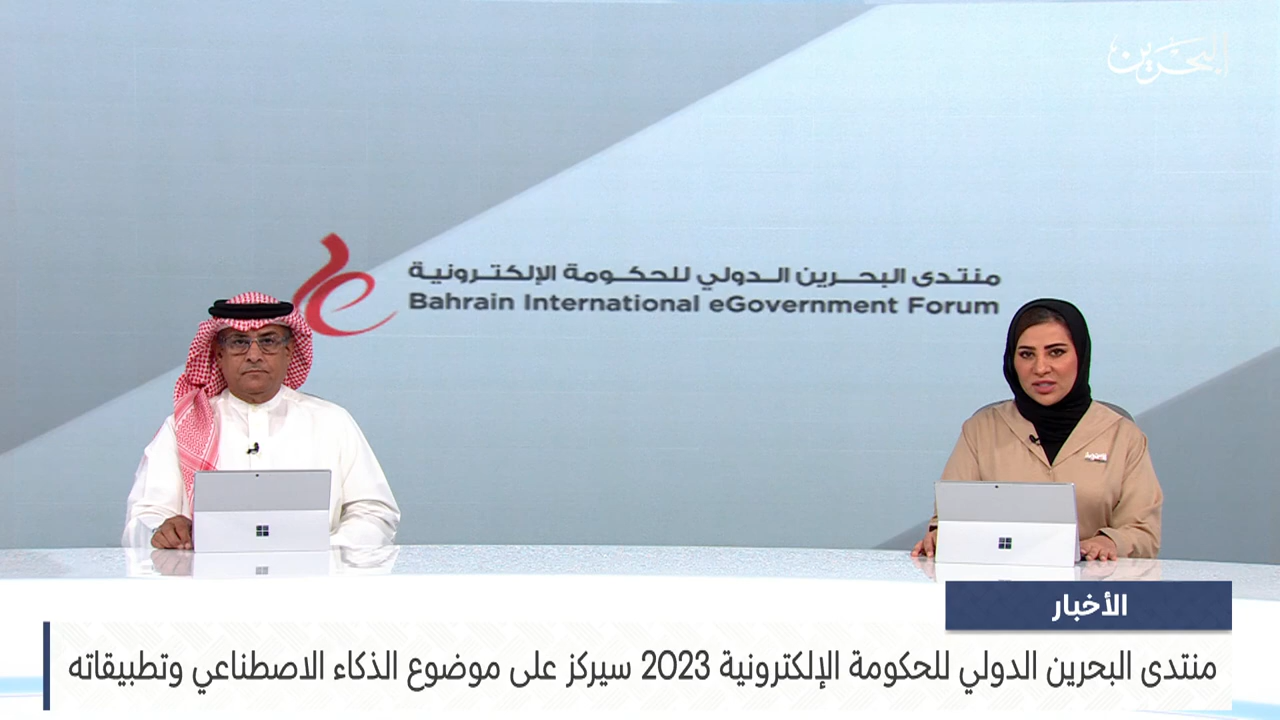 البحرين
منتدى البحرين الدولي للحكومة الإلكترونية
Bahrain International eGovernment Forum
الأخبار
منتدى البحرين الدولي للحكومة الإلكترونية 2023 سيركز على موضوع الذكاء الاصطناعي وتطبيقاته